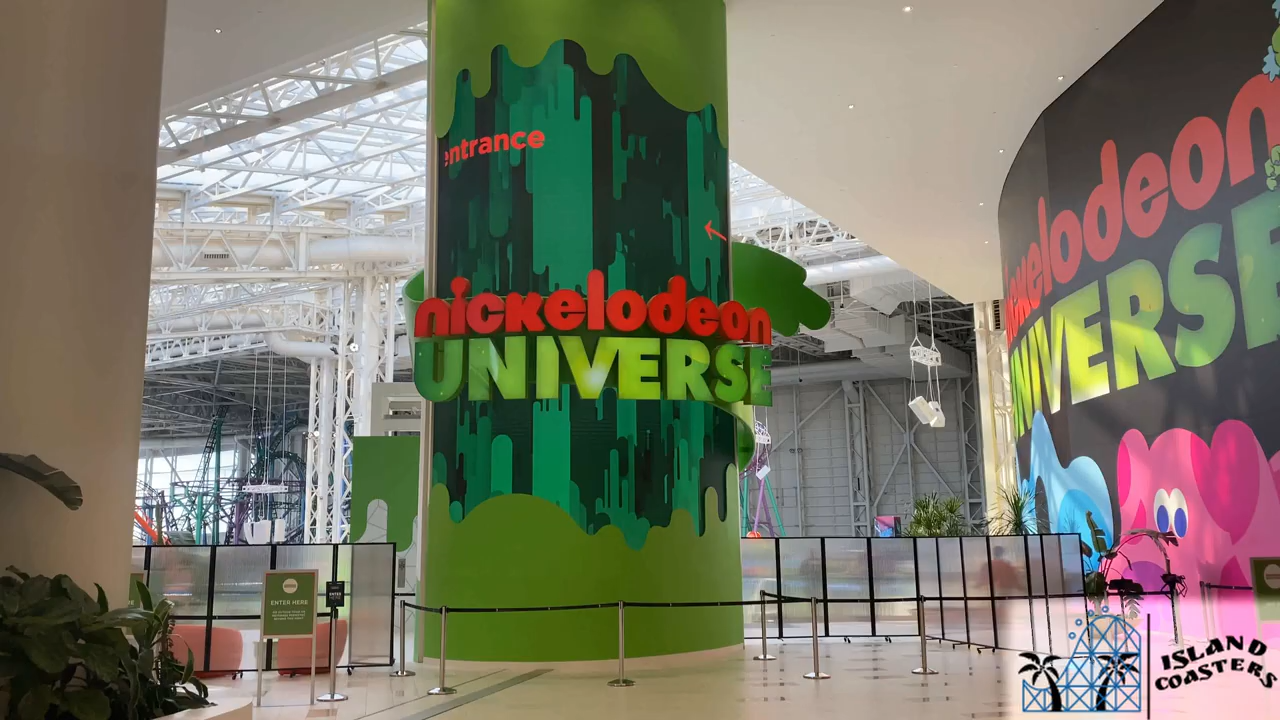 entrance
nickelodeon
UNIVERSE
nickelodeon
UNIVERSE
ENTER HERE
ISLAND
COASTERS